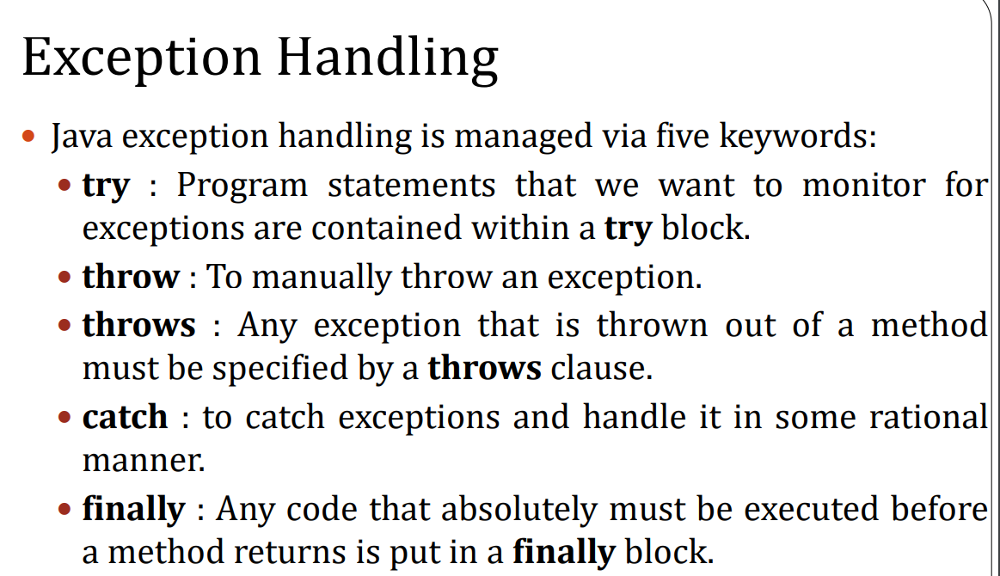 Exception Handling
• Java exception handling is managed via five keywords:
• try : Program statements that we want to monitor for
exceptions are contained within a try block.
• throw : To manually throw an exception.
• throws : Any exception that is thrown out of a method
must be specified by a throws clause.
• catch : to catch exceptions and handle it in some rational
manner.
• finally : Any code that absolutely must be executed before
a method returns is put in a finally block.